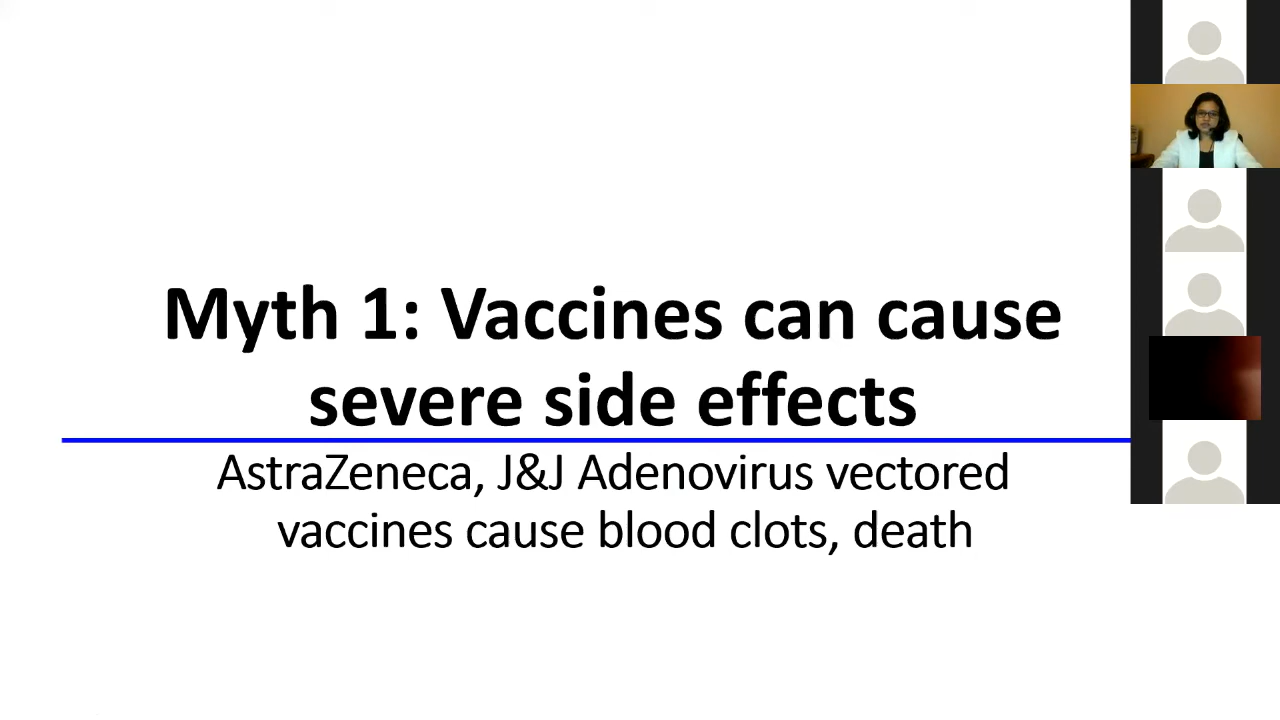 Myth 1: Vaccines can cause
severe side effects
AstraZeneca, J&J Adenovirus vectored
vaccines cause blood clots, death